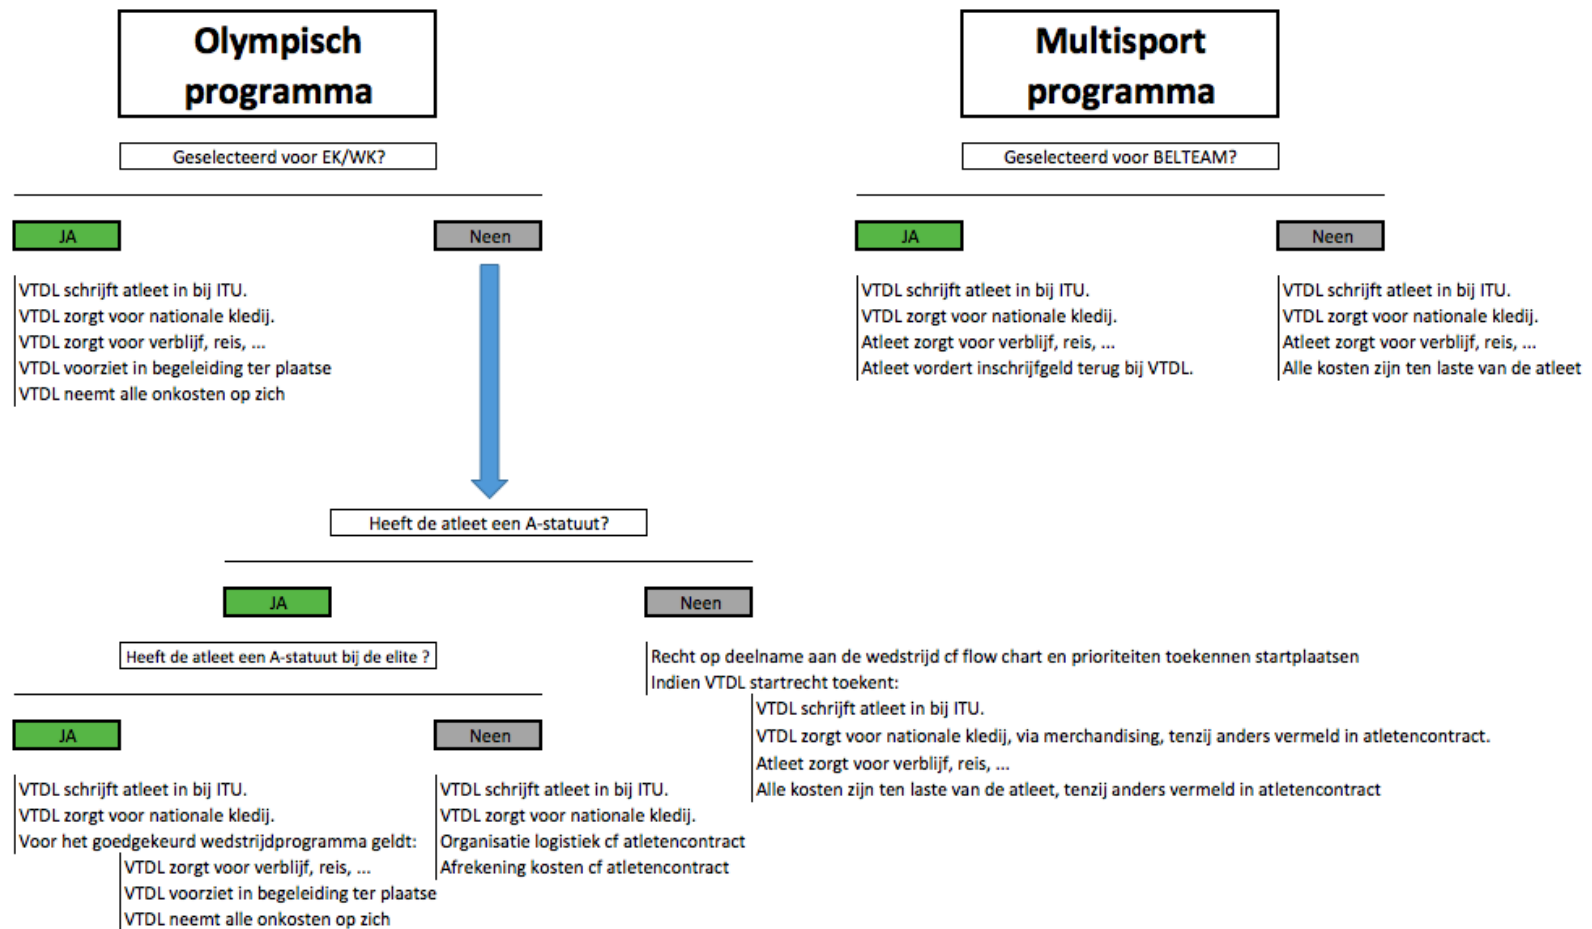 Olympisch
programma
Geselecteerd voor EK/WK?
JA
Neen
VTDL schrijft atleet in bij ITU.
VTDL zorgt voor nationale kledij.
VTDL zorgt voor verblijf, reis, ...
VTDL voorziet in begeleiding ter plaatse
VTDL neemt alle onkosten op zich
Heeft de atleet een A-statuut?
JA
Neen
Heeft de atleet een A-statuut bij de elite ?
JA
Neen
VTDL schrijft atleet in bij ITU.
VTDL zorgt voor nationale kledij.
Voor het goedgekeurd wedstrijdprogramma geldt:
VTDL zorgt voor verblijf, reis, ...
VTDL voorziet in begeleiding ter plaatse
VTDL neemt alle onkosten op zich
VTDL schrijft atleet in bij ITU.
VTDL zorgt voor nationale kledij.
Organisatie logistiek cf atletencontract
Afrekening kosten cf atletencontract
Recht op deelname aan de wedstrijd cf flow chart en prioriteiten toekennen startplaatsen
Indien VTDL startrecht toekent:
VTDL schrijft atleet in bij ITU.
VTDL zorgt voor nationale kledij, via merchandising, tenzij anders vermeld in atletencontract.
Atleet zorgt voor verblijf, reis, ...
Alle kosten zijn ten laste van de atleet, tenzij anders vermeld in atletencontract
Multisport
programma
Geselecteerd voor BELTEAM?
JA
Neen
VTDL schrijft atleet in bij ITU.
VTDL zorgt voor nationale kledij.
Atleet zorgt voor verblijf, reis, ...
Atleet vordert inschrijfgeld terug bij VTDL.
VTDL schrijft atleet in bij ITU.
VTDL zorgt voor nationale kledij.
Atleet zorgt voor verblijf, reis, ...
Alle kosten zijn ten laste van de atleet